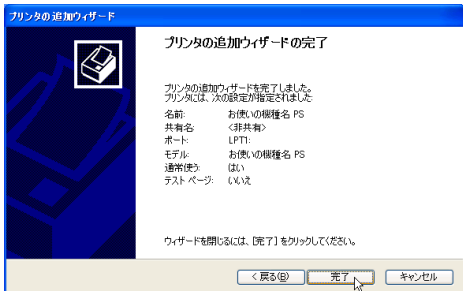 プリンタの追加ウィザード
プリンタの追加ウィザードの完了
プリンタの追加ウィザードを完了しました。
プリンタには、次の設定が指定されました:
名前: お使いの機種名 PS
共有名: <非共有>
ポート: LPT1:
モデル: お使いの機種名 PS
通常使う: はい
テスト ページ: いいえ
ウィザードを閉じるには、[完了] をクリックしてください。
< 戻る(B) 完了 キャンセル